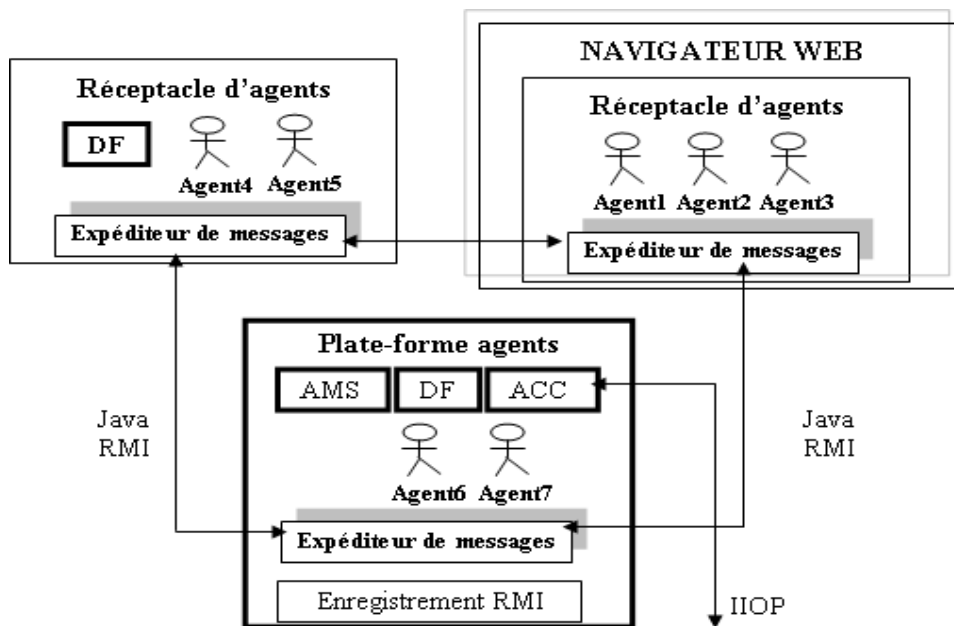 NAVIGATEUR WEB
Réceptacle d'agents
DF
Agent4
Agent5
Expéditeur de messages
Réceptacle d'agents
Agent1
Agent2
Agent3
Expéditeur de messages
Plate-forme agents
AMS
DF
ACC
Agent6
Agent7
Expéditeur de messages
Enregistrement RMI
Java
RMI
Java
RMI
IIOP